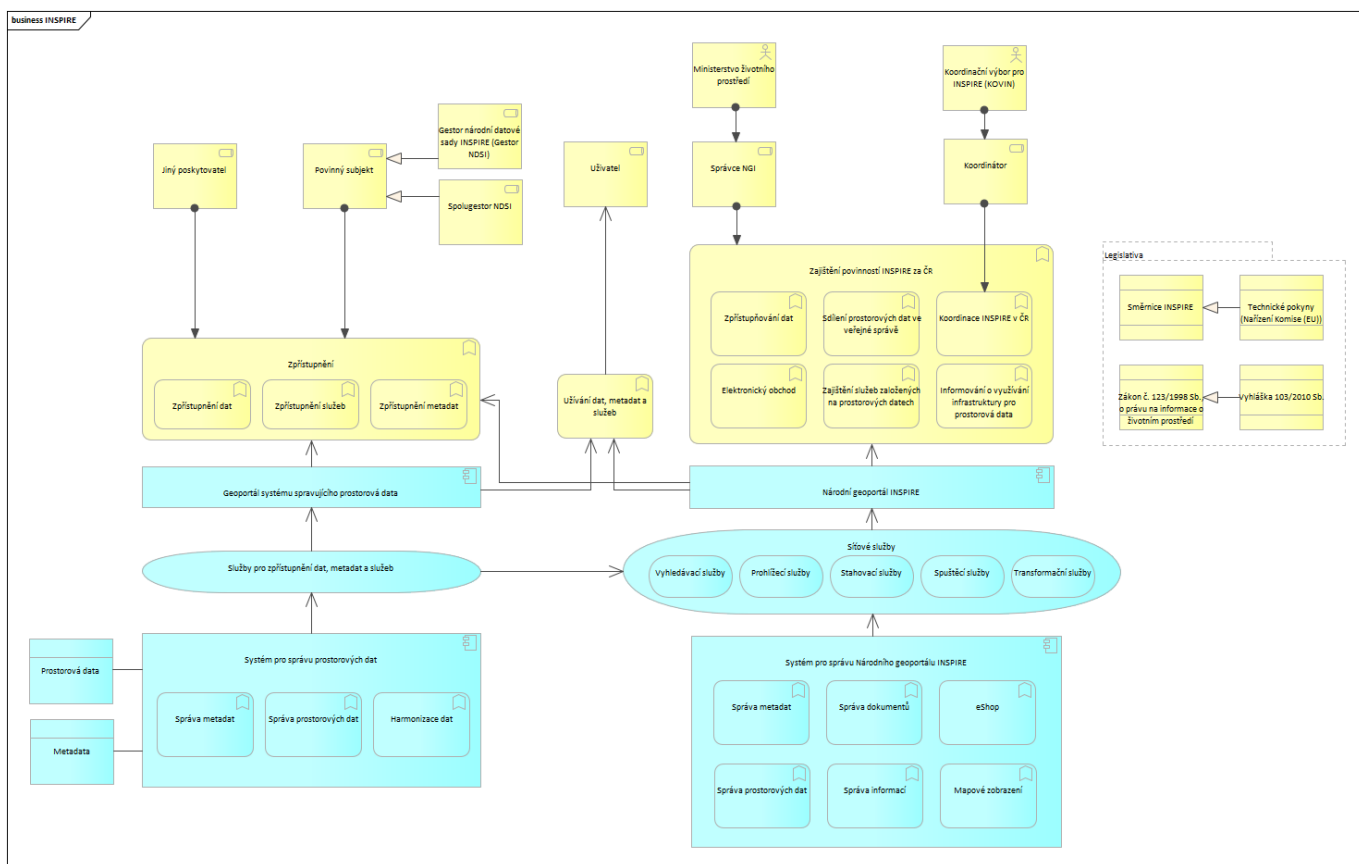 business INSPIRE
Ministerstvo životního
prostředí
Koordinační výbor pro
INSPIRE (KOVIN)
Gestor národní datové
sady INSPIRE (Gestor
NDSI)
Jiný poskytovatel
Povinný subjekt
Uživatel
Správce NGI
Koordinátor
Spolugestor NDSI
Legislativa
Směrnice INSPIRE
Technické pokyny
(Nařízení Komise (EU))
Zákon č. 123/1998 Sb.
o právu na informace o
životním prostředí
Vyhláška 103/2010 Sb.
Zajištění povinností INSPIRE za ČR
Zpřístupňování dat
Sdílení prostorových dat ve
veřejné správě
Koordinace INSPIRE v ČR
Elektronický obchod
Zajištění služeb založených
na prostorových datech
Informování o využívání
infrastruktury pro
prostorová data
Zpřístupnění
Zpřístupnění dat
Zpřístupnění služeb
Zpřístupnění metadat
Užívání dat, metadat a
služeb
Geoportál systému spravujícího prostorová data
Národní geoportál INSPIRE
Služby pro zpřístupnění dat, metadat a služeb
Síťové služby
Vyhledávací služby
Prohlížecí služby
Stahovací služby
Spuštěcí služby
Transformační služby
Prostorová data
Metadata
Systém pro správu prostorových dat
Správa metadat
Správa prostorových dat
Harmonizace dat
Systém pro správu Národního geoportálu INSPIRE
Správa metadat
Správa dokumentů
eShop
Správa prostorových dat
Správa informací
Mapové zobrazení